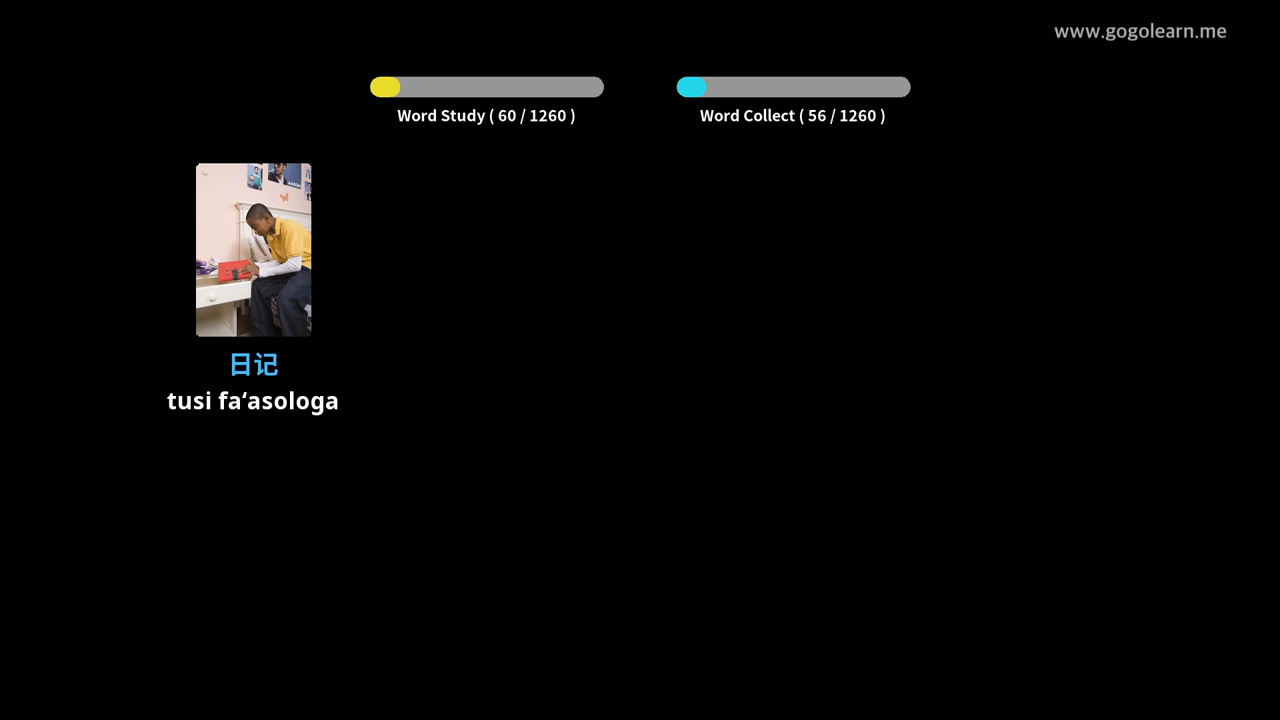 www.gogolearn.me
Word Study ( 60 / 1260 )
Word Collect ( 56 / 1260 )
日记
tusi fa‘asologa